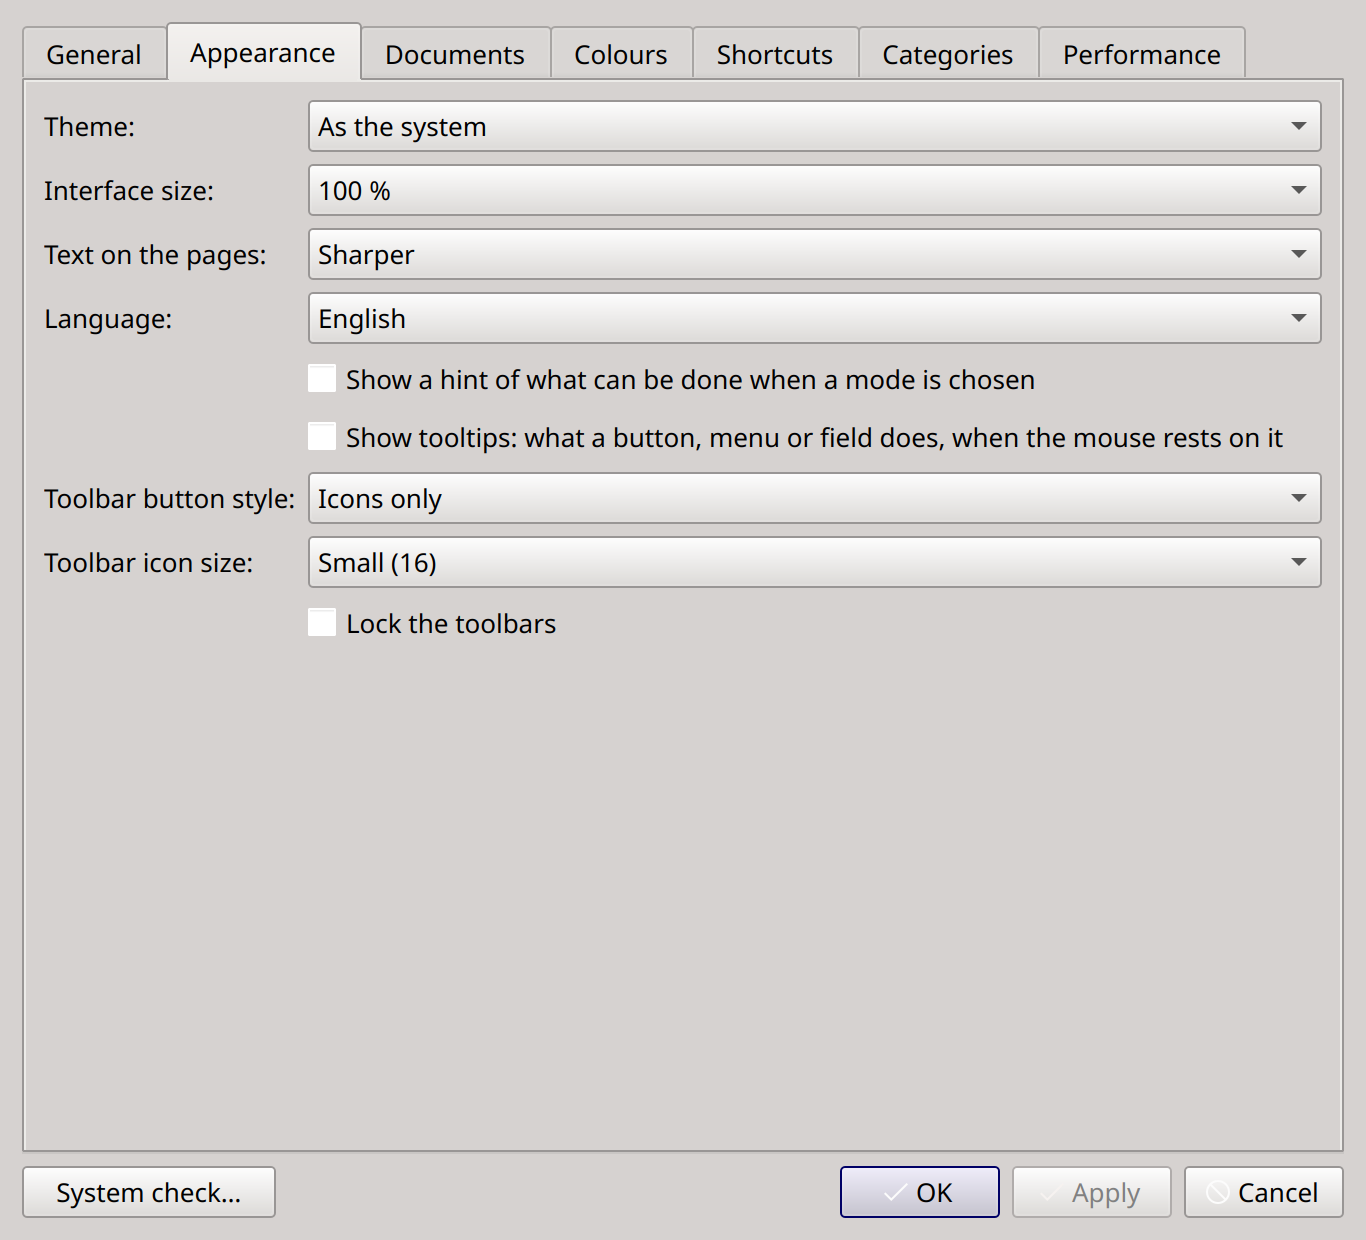 General Appearance Documents Colours Shortcuts Categories Performance
Theme: As the system
Interface size: 100 %
Text on the pages: Sharper
Language: English
Show a hint of what can be done when a mode is chosen
Show tooltips: what a button, menu or field does, when the mouse rests on it
Toolbar button style: Icons only
Toolbar icon size: Small (16)
Lock the toolbars
System check... OK Apply Cancel